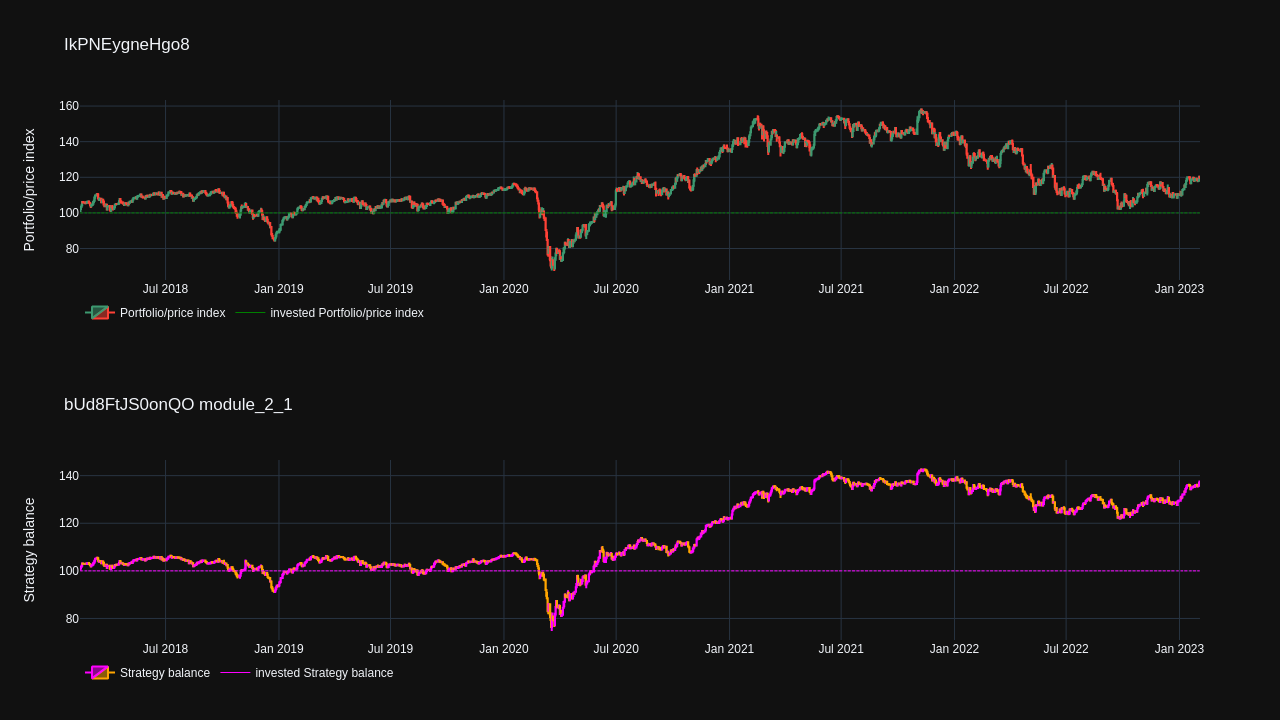 IkPNEygneHgo8
Portfolio/price index
160
140
120
100
80
Jul 2018 Jan 2019 Jul 2019 Jan 2020 Jul 2020 Jan 2021 Jul 2021 Jan 2022 Jul 2022 Jan 2023
Portfolio/price index invested Portfolio/price index
bUd8FtJS0onQO module_2_1
Strategy balance
140
120
100
80
Jul 2018 Jan 2019 Jul 2019 Jan 2020 Jul 2020 Jan 2021 Jul 2021 Jan 2022 Jul 2022 Jan 2023
Strategy balance invested Strategy balance